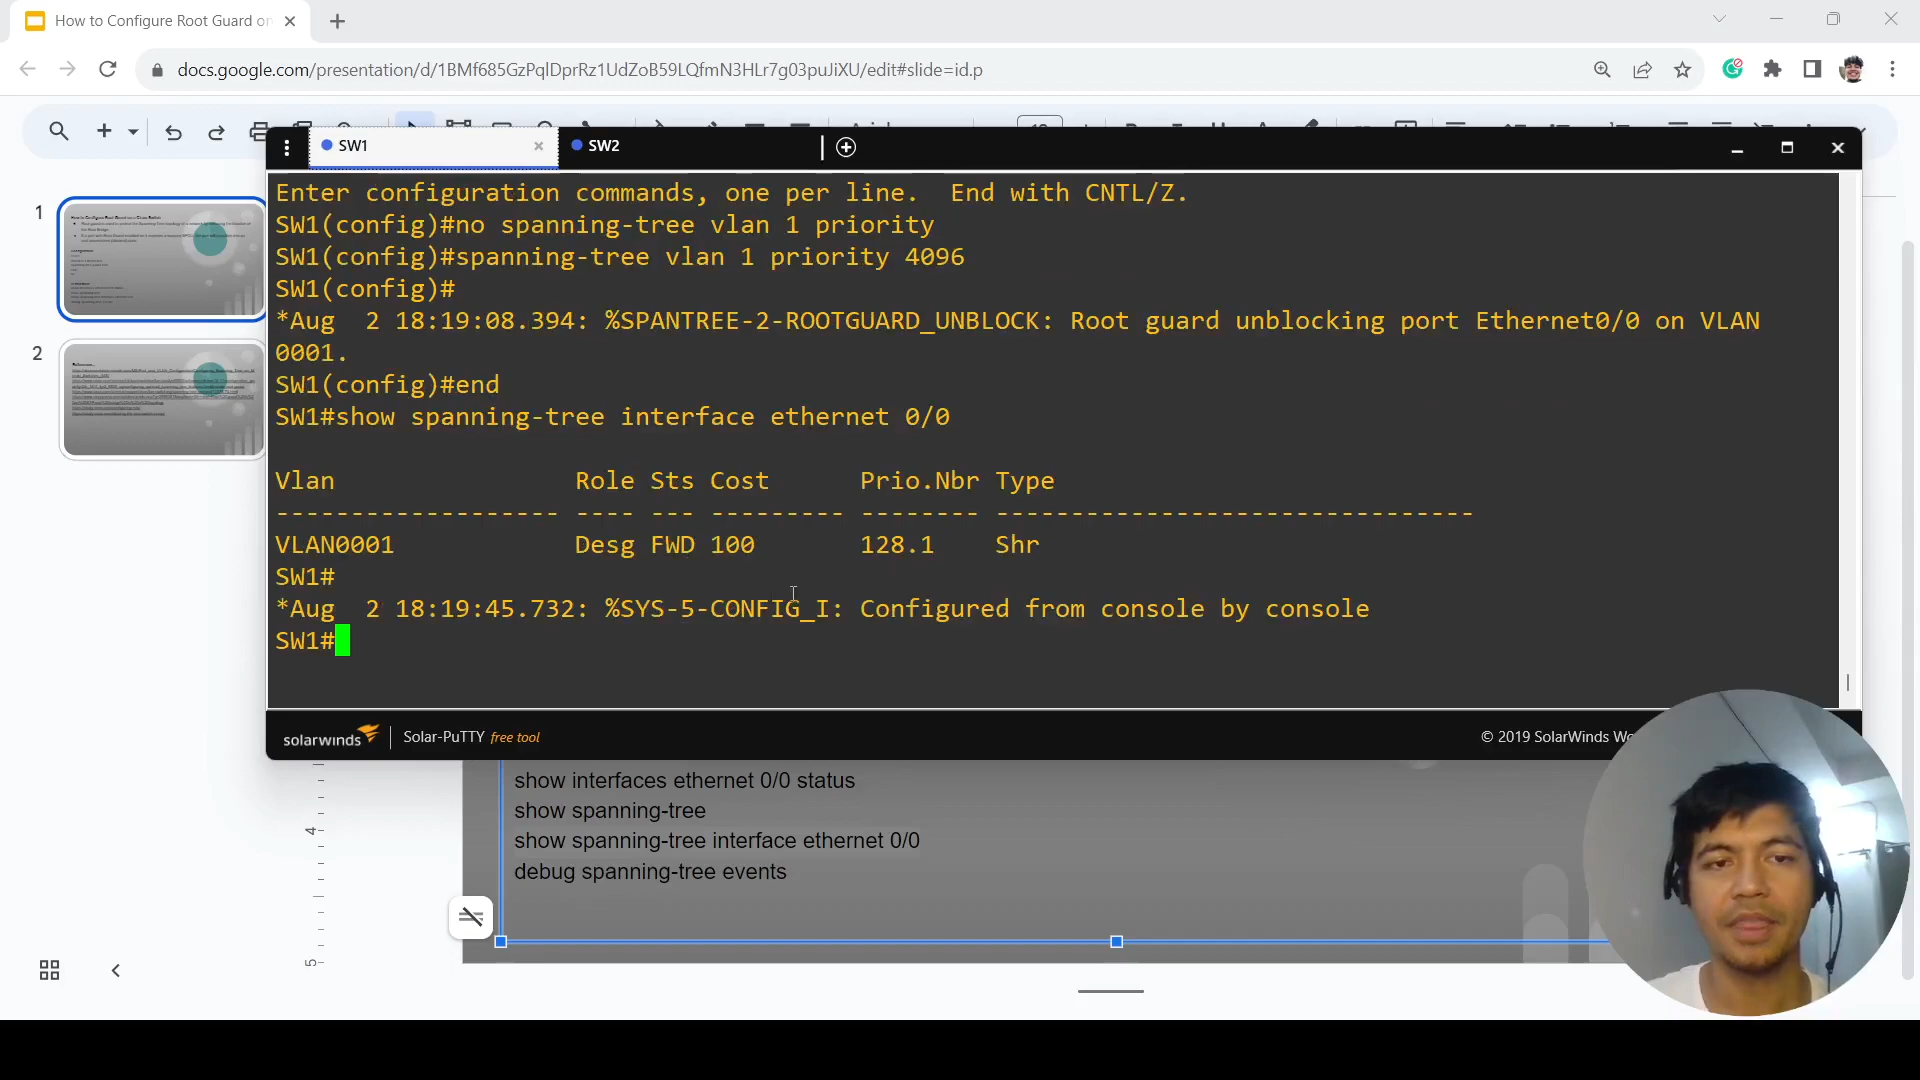 How to Configure Root Guard on
docs.google.com/presentation/d/1BMf685GzPqlDprRz1UdZoB59LQfmN3HLr7g03puJiXU/edit#slide=id.p
SW1
SW2
1
2
Enter configuration commands, one per line.  End with CNTL/Z.
SW1(config)#no spanning-tree vlan 1 priority
SW1(config)#spanning-tree vlan 1 priority 4096
SW1(config)#
*Aug  2 18:19:08.394: %SPANTREE-2-ROOTGUARD_UNBLOCK: Root guard unblocking port Ethernet0/0 on VLAN
0001.
SW1(config)#end
SW1#show spanning-tree interface ethernet 0/0
Vlan                Role Sts Cost      Prio.Nbr Type
------------------- ---- --- --------- -------- --------------------------------
VLAN0001            Desg FWD 100       128.1    Shr
SW1#
*Aug  2 18:19:45.732: %SYS-5-CONFIG_I: Configured from console by console
SW1#
solarwinds
Solar-PuTTY free tool
© 2019 SolarWinds
show interfaces ethernet 0/0 status
show spanning-tree
show spanning-tree interface ethernet 0/0
debug spanning-tree events
4
5